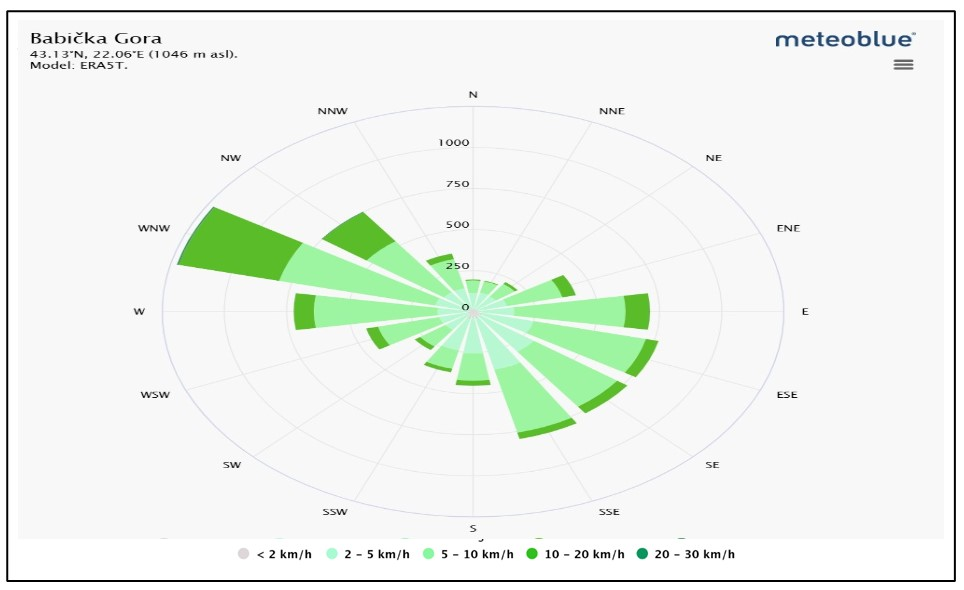 Babička Gora
43.13°N, 22.06°E (1046 m asl).
Model: ERA5T.
meteoblue®
N
NNW
NNE
NW
NE
WNW
ENE
W
E
WSW
ESE
SW
SE
SSW
SSE
S
1000
750
500
250
0
< 2 km/h
2 – 5 km/h
5 – 10 km/h
10 – 20 km/h
20 – 30 km/h